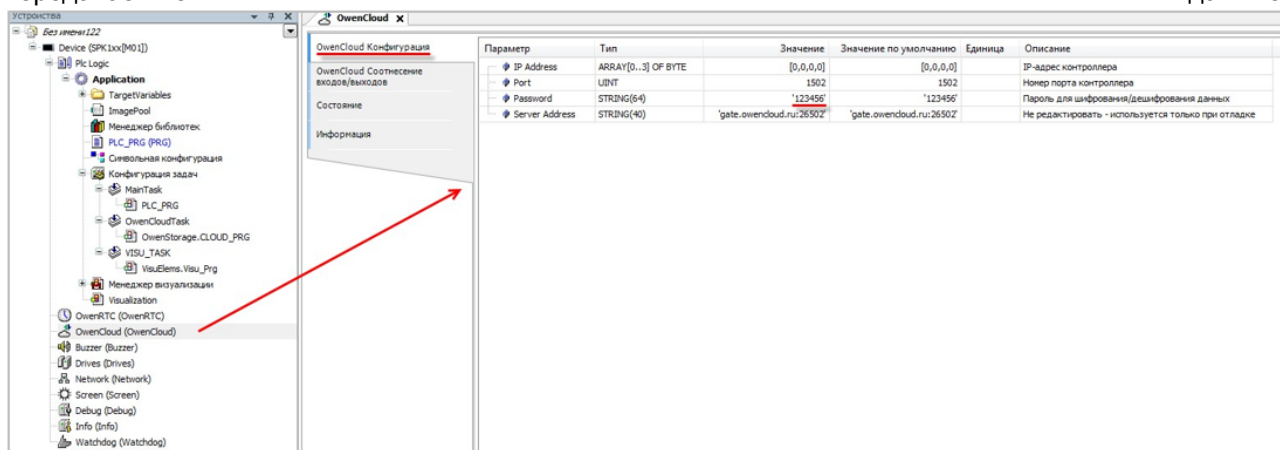 Устройства
OwenCloud X
Без имени122
Device (SPK1xx[M01])
Plc Logic
Application
TargetVariables
ImagePool
Менеджер библиотек
PLC_PRG (PRG)
Символьная конфигурация
Конфигурация задач
MainTask
PLC_PRG
OwenCloudTask
OwenStorage.CLOUD_PRG
VISU_TASK
VisuElems.Visu_Prg
Менеджер визуализации
Visualization
OwenRTC (OwenRTC)
OwenCloud (OwenCloud)
Buzzer (Buzzer)
Drives (Drives)
Network (Network)
Screen (Screen)
Debug (Debug)
Info (Info)
Watchdog (Watchdog)
OwenCloud Конфигурация
OwenCloud Соотнесение
входов/выходов
Состояние
Информация
Параметр Тип Значение Значение по умолчанию Единица Описание
IP Address ARRAY[0..3] OF BYTE [0,0,0,0] [0,0,0,0] IP-адрес контроллера
Port UINT 1502 1502 Номер порта контроллера
Password STRING(64) '123456' '123456' Пароль для шифрования/дешифрования данных
Server Address STRING(40) 'gate.owencloud.ru:26502' 'gate.owencloud.ru:26502' Не редактировать - используется только при отладке